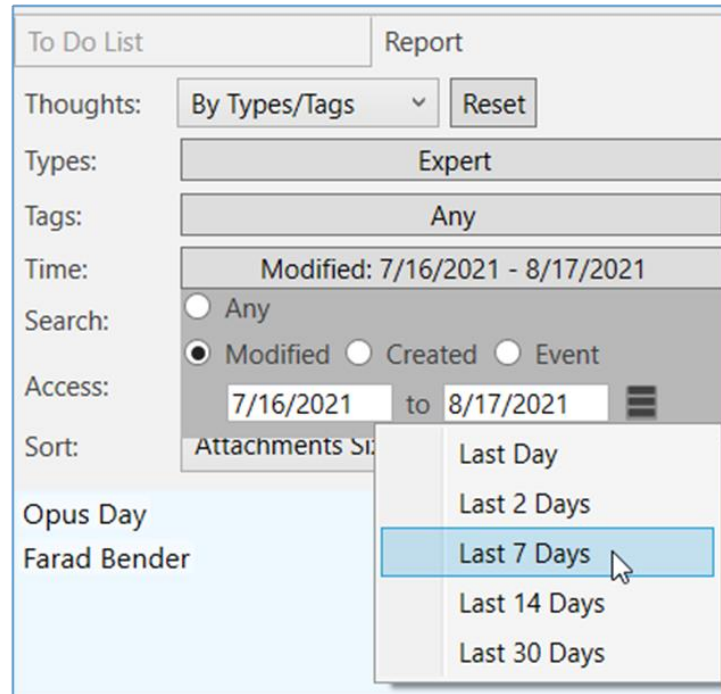 To Do List Report
Thoughts: By Types/Tags Reset
Types: Expert
Tags: Any
Time: Modified: 7/16/2021 - 8/17/2021
Search: Any
Modified Created Event
Access: 7/16/2021 to 8/17/2021
Sort: Attachments
Last Day
Last 2 Days
Last 7 Days
Last 14 Days
Last 30 Days
Opus Day
Farad Bender